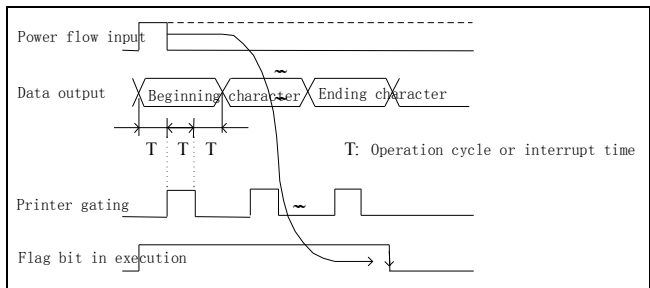 Power flow input
Data output
Beginning character
Ending character
T T T
T: Operation cycle or interrupt time
Printer gating
Flag bit in execution